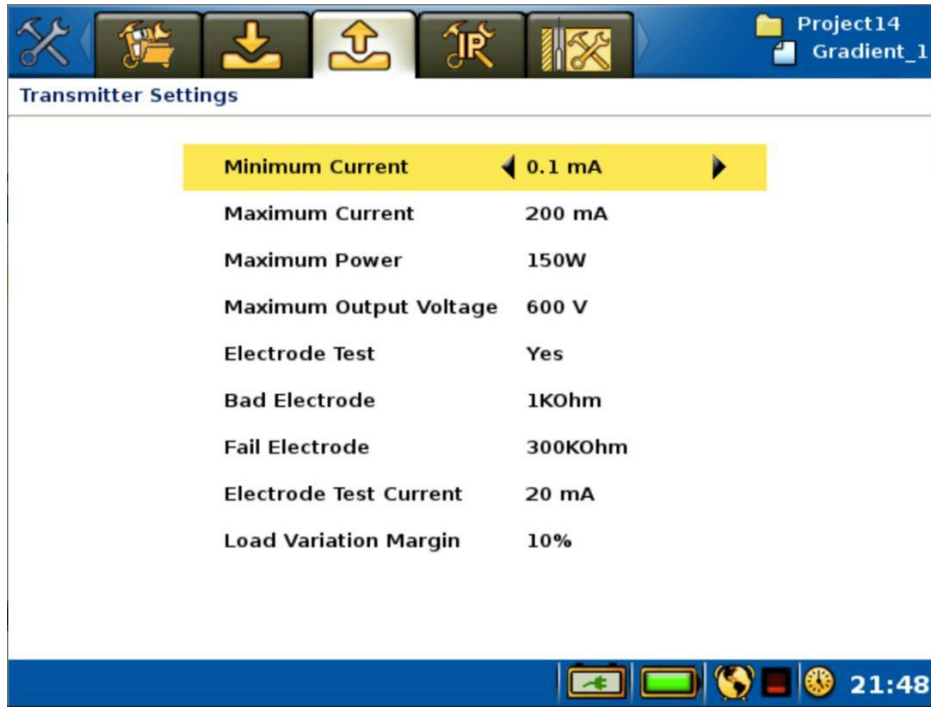 IR
Project14
Gradient_1
Transmitter Settings
Minimum Current 0.1 mA
Maximum Current 200 mA
Maximum Power 150W
Maximum Output Voltage 600 V
Electrode Test Yes
Bad Electrode 1KOhm
Fail Electrode 300KOhm
Electrode Test Current 20 mA
Load Variation Margin 10%
21:48